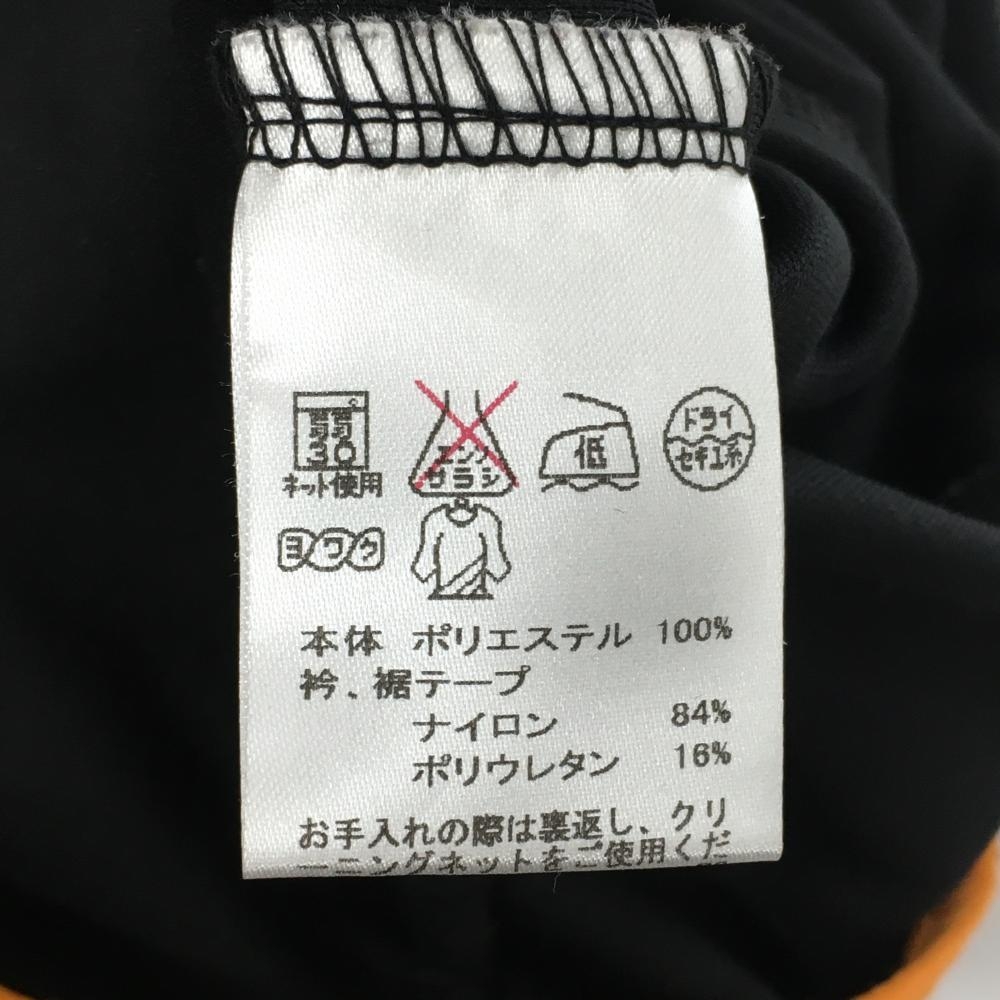 弱
30
ネット使用
エンソ
サラシ
低
ドライ
セキユ系
ヨワク
本体 ポリエステル 100%
衿、裾テープ
ナイロン 84%
ポリウレタン 16%
お手入れの際は裏返し、クリ
ーニングネットをご使用くだ